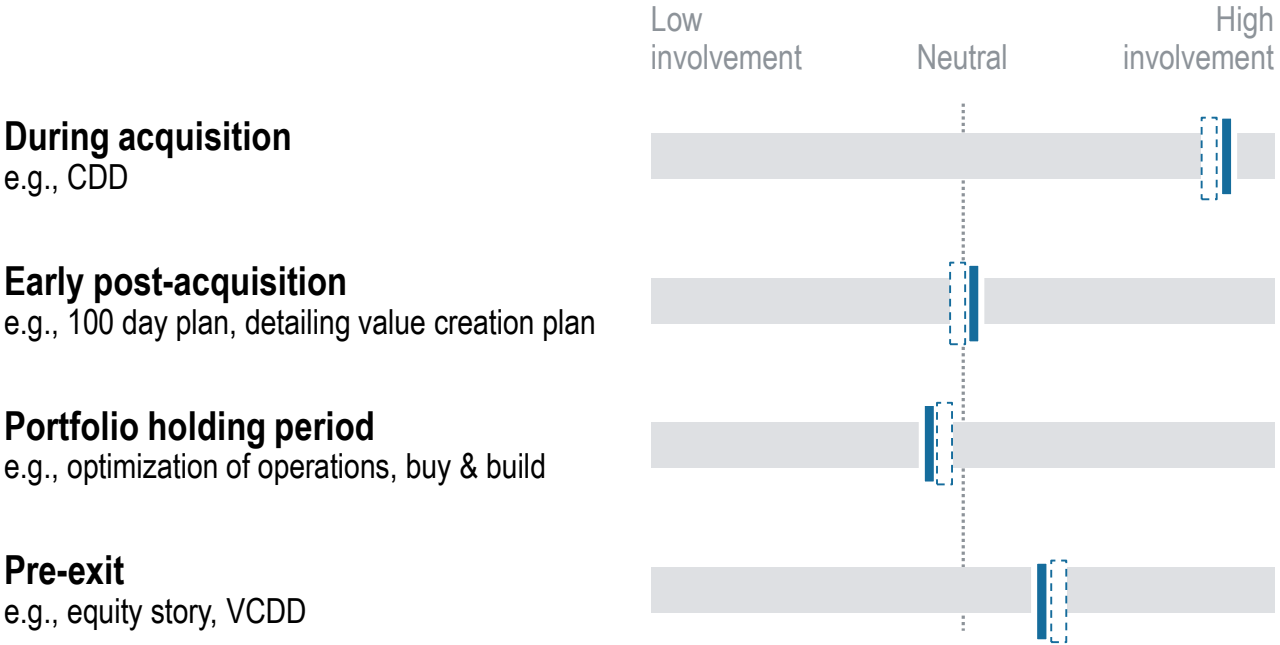 Low
involvement
Neutral
High
involvement
During acquisition
e.g., CDD
Early post-acquisition
e.g., 100 day plan, detailing value creation plan
Portfolio holding period
e.g., optimization of operations, buy & build
Pre-exit
e.g., equity story, VCDD